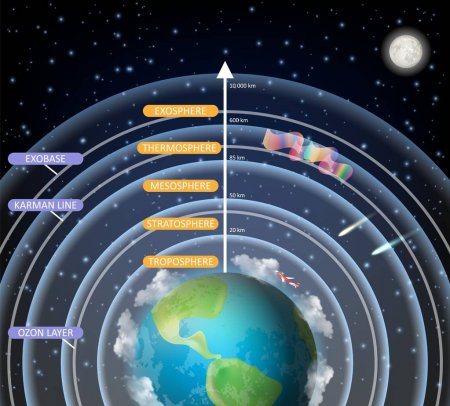 10 000 km
EXOSPHERE
600 km
THERMOSPHERE
85 km
EXOBASE
MESOSPHERE
50 km
KARMAN LINE
STRATOSPHERE
20 km
TROPOSPHERE
OZON LAYER